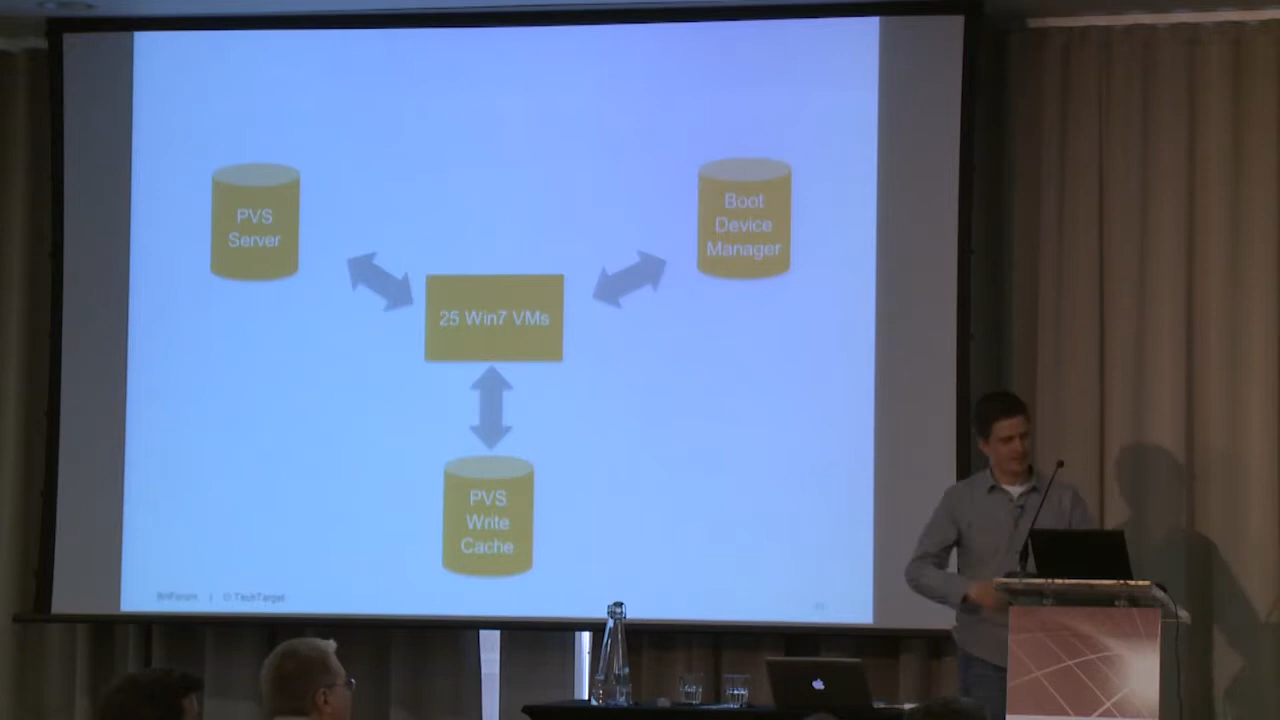 PVS
Server
Boot
Device
Manager
25 Win7 VMs
PVS
Write
Cache
BriForum | © TechTarget